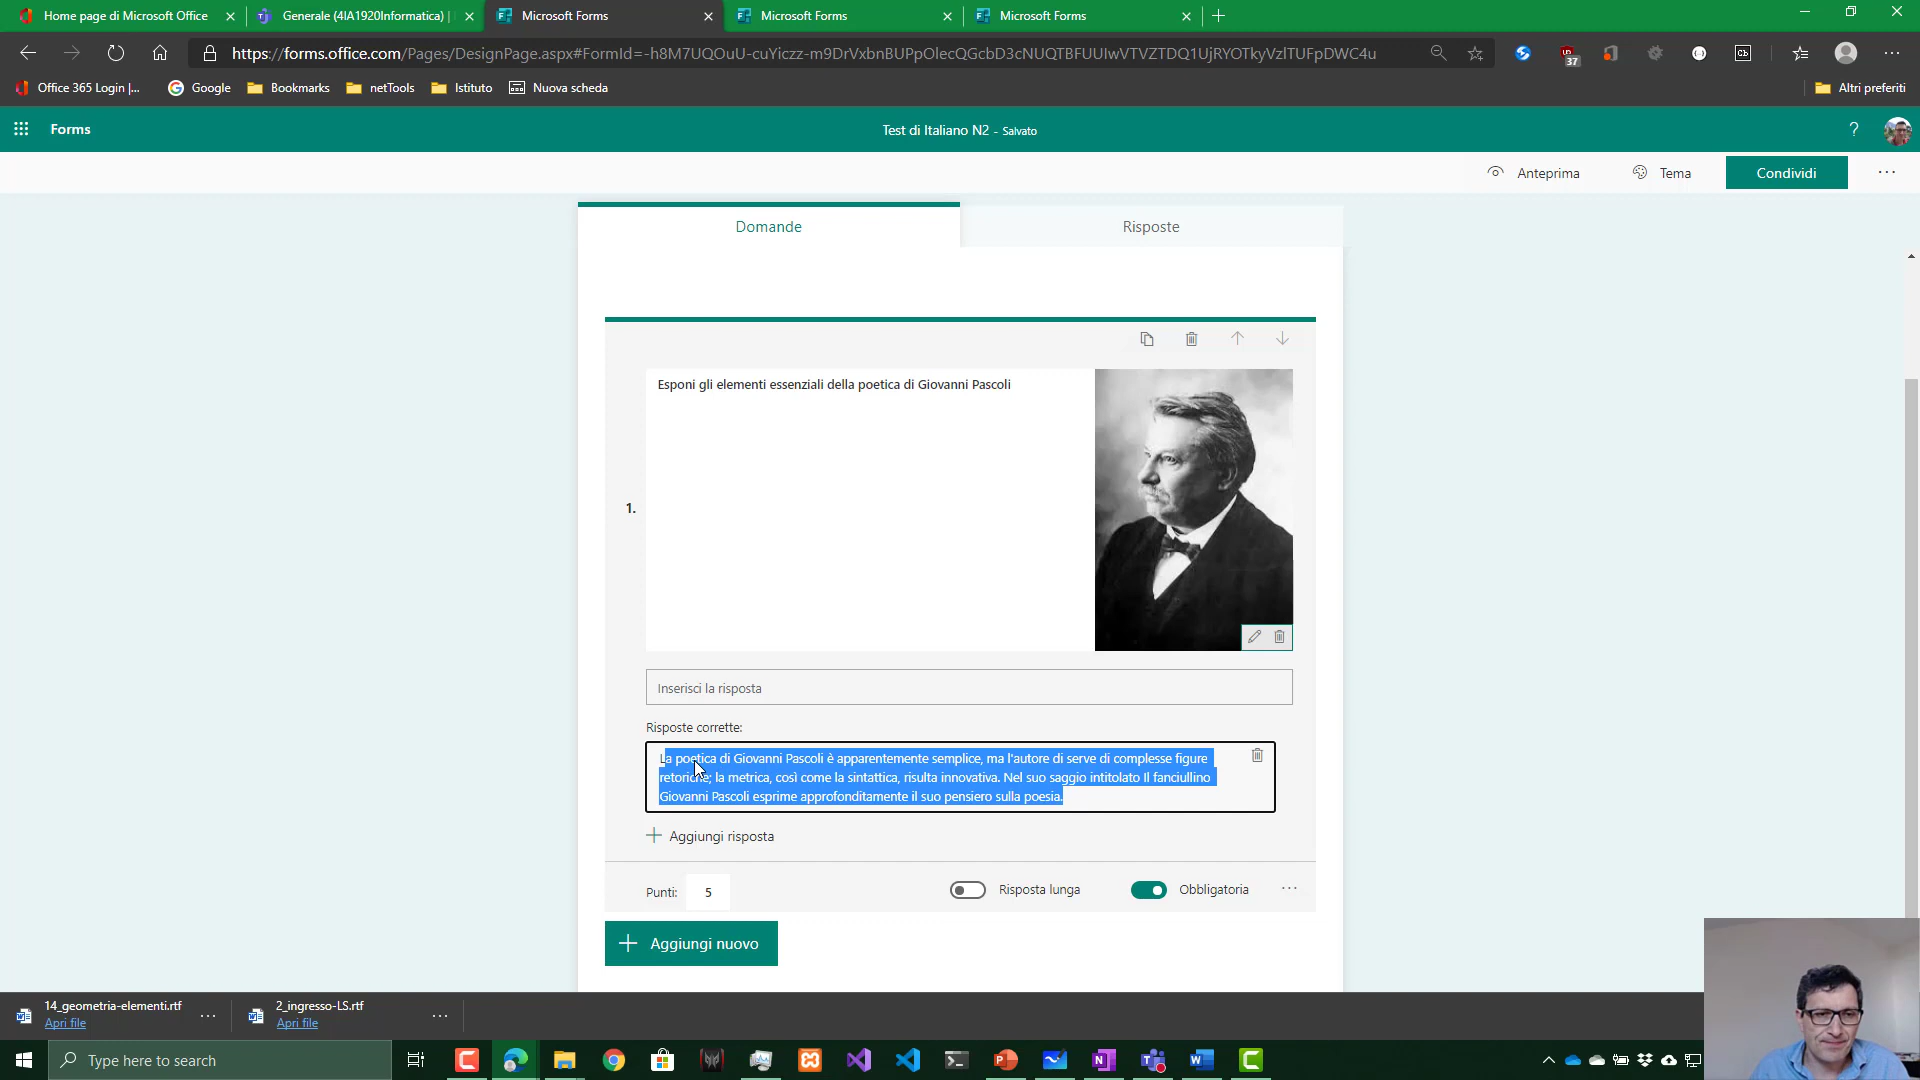 Home page di Microsoft Office
Generale (4IA1920Informatica) |
Microsoft Forms
Microsoft Forms
Microsoft Forms
https://forms.office.com/Pages/DesignPage.aspx#FormId=-h8M7UQOuU-cuYiczz-m9DrVxbnBUPpOlecQGcbD3cNUQTBFUUIwVTVZTDQ1UjRYOTkyVzlTUFpDWC4u
37
Office 365 Login |...
Google
Bookmarks
netTools
Istituto
Nuova scheda
Altri preferiti
Forms
Test di Italiano N2 - Salvato
?
Anteprima
Tema
Condividi
Domande
Risposte
Esponi gli elementi essenziali della poetica di Giovanni Pascoli
1.
Inserisci la risposta
Risposte corrette:
La poetica di Giovanni Pascoli è apparentemente semplice, ma l'autore di serve di complesse figure
retoriche; la metrica, così come la sintattica, risulta innovativa. Nel suo saggio intitolato Il fanciullino
Giovanni Pascoli esprime approfonditamente il suo pensiero sulla poesia.
Aggiungi risposta
Punti:
5
Risposta lunga
Obbligatoria
Aggiungi nuovo
14_geometria-elementi.rtf
Apri file
2_ingresso-LS.rtf
Apri file
Type here to search